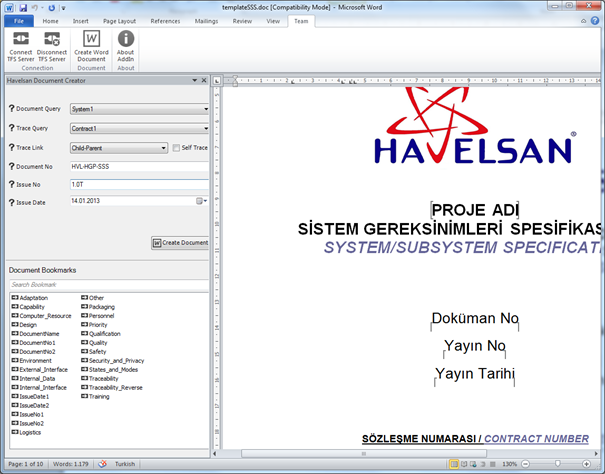 templateSSS.doc [Compatibility Mode] - Microsoft Word
File Home Insert Page Layout References Mailings Review View Team
Connect TFS Server
Disconnect TFS Server
Create Word Document
About AddIn
Connection Document About
Havelsan Document Creator
Document Query System1
Trace Query Contract1
Trace Link Child-Parent Self Trace
Document No HVL-HGP-SSS
Issue No 1.0T
Issue Date 14.01.2013
Create Document
Document Bookmarks
Search Bookmark
Adaptation
Capability
Computer_Resource
Design
DocumentName
DocumentNo1
DocumentNo2
Environment
External_Interface
Internal_Data
Internal_Interface
IssueDate1
IssueDate2
IssueNo1
IssueNo2
Logistics
Other
Packaging
Personnel
Priority
Qualification
Quality
Safety
Security_and_Privacy
States_and_Modes
Traceability
Traceability_Reverse
Training
HAVELSAN®
PROJE ADI
SİSTEM GEREKSİNİMLERİ SPESİFİKAS
SYSTEM/SUBSYSTEM SPECIFICATI
Doküman No
Yayın No
Yayın Tarihi
SÖZLEŞME NUMARASI / CONTRACT NUMBER
Page: 1 of 10 Words: 1.179 Turkish 90%